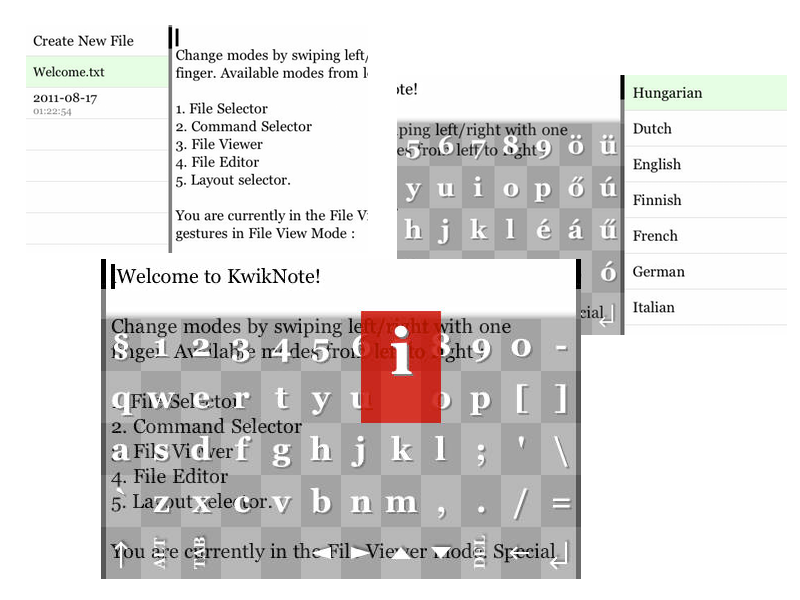 Create New File
Welcome.txt
2011-08-17
01:22:54
Change modes by swiping left/
finger. Available modes from
1. File Selector
2. Command Selector
3. File Viewer
4. File Editor
5. Layout selector.
You are currently in the File
gestures in File View Mode :
ote!
ping left/right with one
es from left to right :
5 6 7 8 9 ö ü
y u i o p ő ú
h j k l é á ű
ó
cial
Hungarian
Dutch
English
Finnish
French
German
Italian
Welcome to KwikNote!
Change modes by swiping left/right with one
finger. Available modes from left to right :
§ 1 2 3 4 5 6 8 9 0 -
1. File Selector
q w e r t y u i o p [ ]
2. Command Selector
a s d f g h j k l ; ' \
3. File Viewer
4. File Editor
` z x c v b n m , . / =
5. Layout selector.
You are currently in the File Viewer mode. Special
ALT TAB DEL